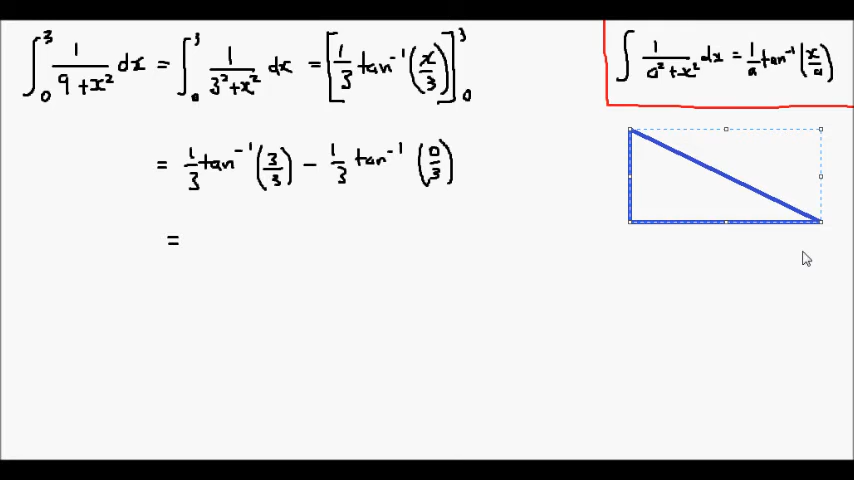 ∫₀³ 1/(9+x²) dx = ∫₀³ 1/(3²+x²) dx = [1/3 tan⁻¹(x/3)]₀³
∫ 1/(a²+x²) dx = 1/a tan⁻¹(x/a)
= 1/3 tan⁻¹(3/3) − 1/3 tan⁻¹(0/3)
=